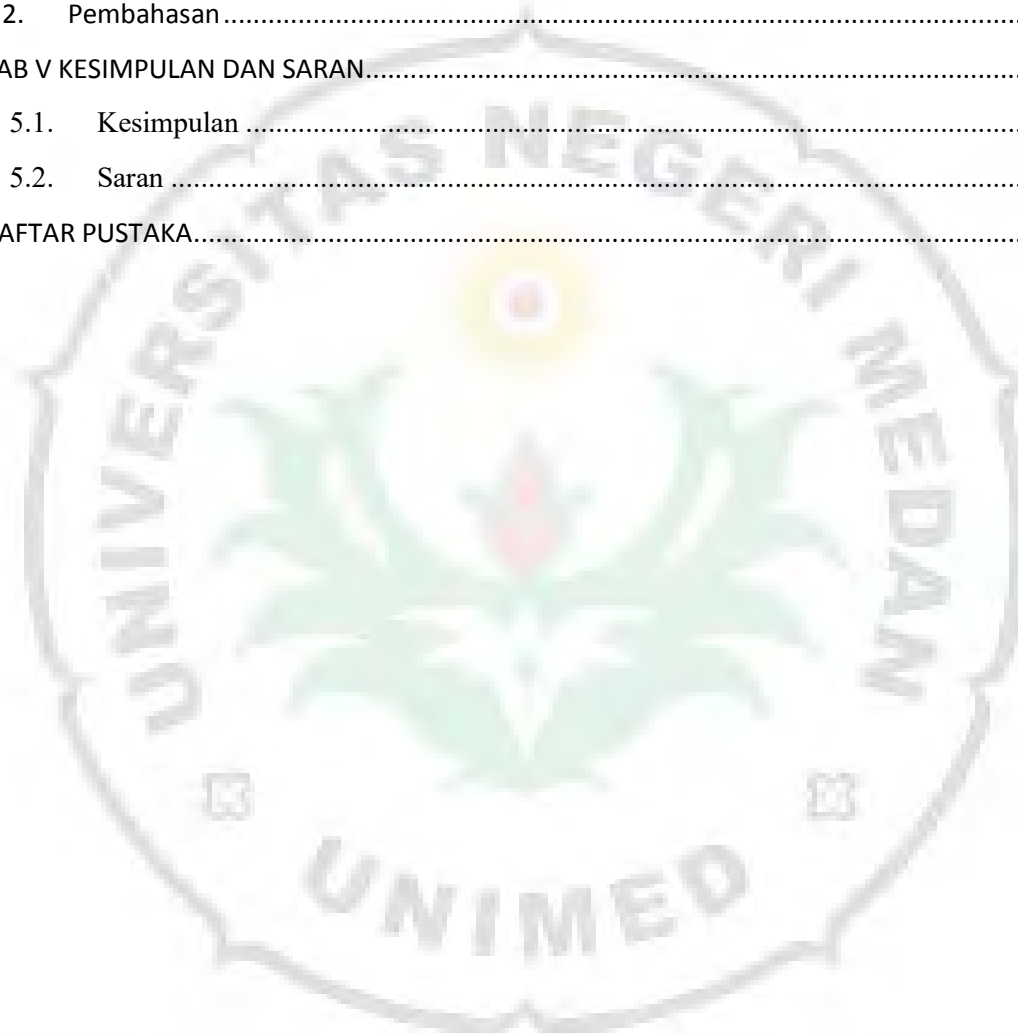 2. Pembahasan ........................................................................
AB V KESIMPULAN DAN SARAN ........................................................................
5.1. Kesimpulan ........................................................................
5.2. Saran ........................................................................
AFTAR PUSTAKA ........................................................................
UNIVERSITAS NEGERI MEDAN
UNIMED